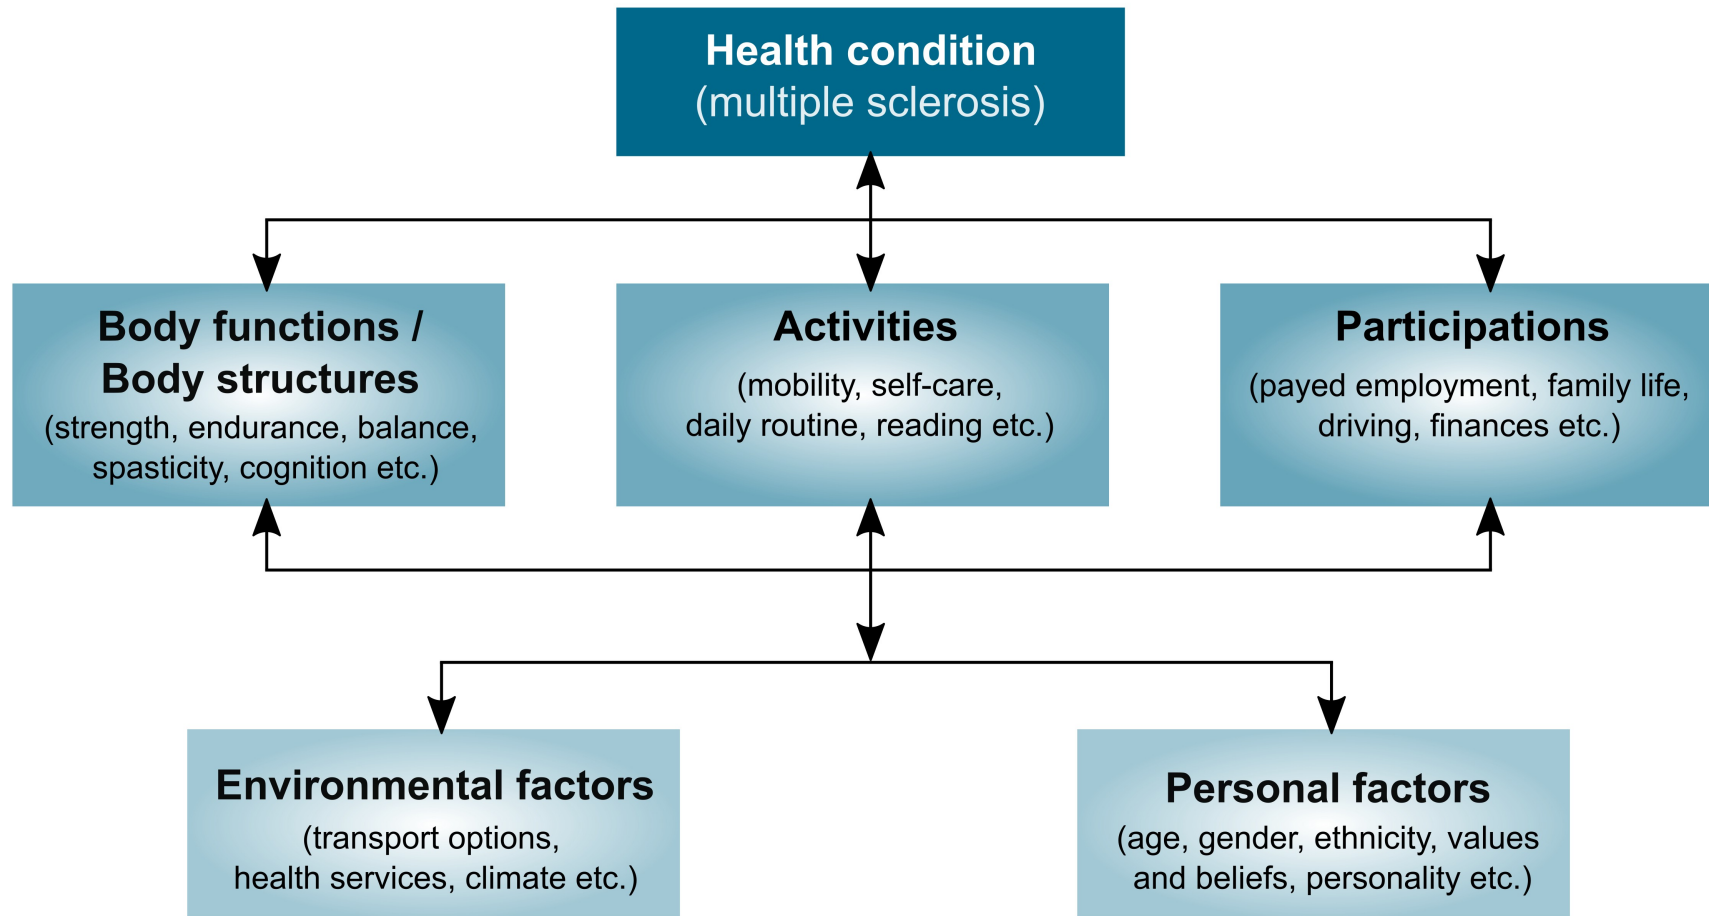 Health condition
(multiple sclerosis)
Body functions /
Body structures
(strength, endurance, balance,
spasticity, cognition etc.)
Activities
(mobility, self-care,
daily routine, reading etc.)
Participations
(payed employment, family life,
driving, finances etc.)
Environmental factors
(transport options,
health services, climate etc.)
Personal factors
(age, gender, ethnicity, values
and beliefs, personality etc.)